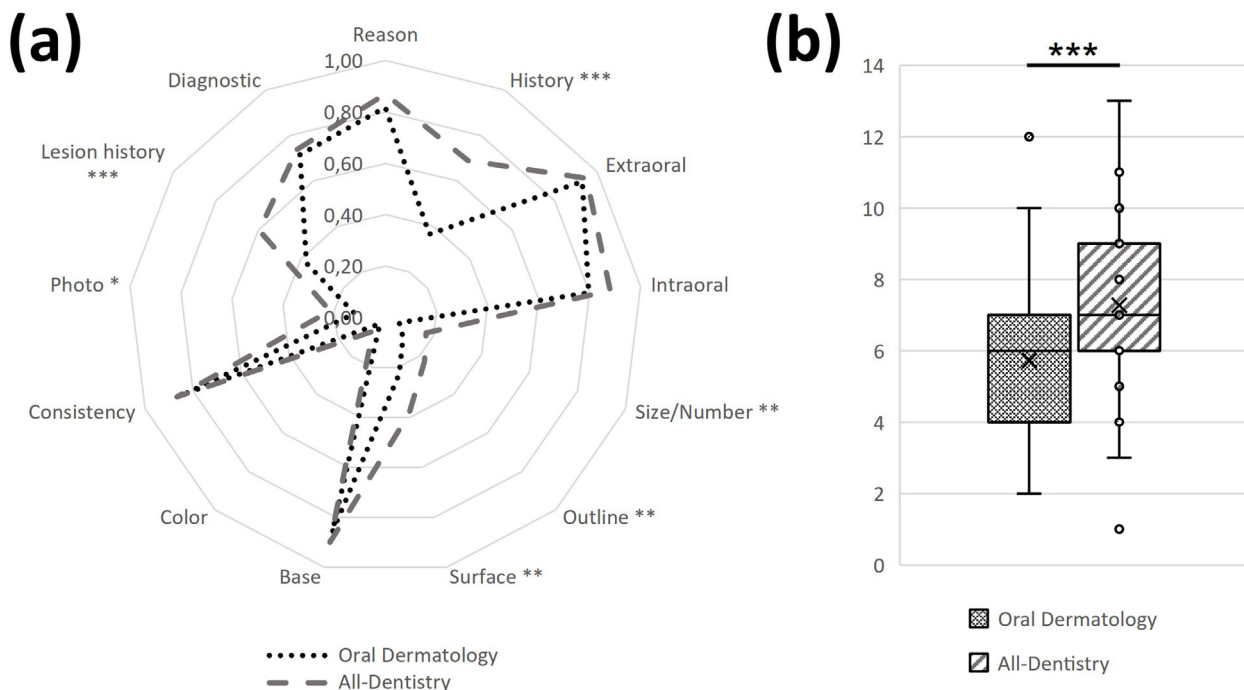 (a)
Reason
1,00
Diagnostic
History ***
0,80
Lesion history
***
0,60
Extraoral
0,40
0,20
Photo *
Intraoral
0,00
Consistency
Size/Number **
Color
Outline **
Base
Surface **
Oral Dermatology
All-Dentistry
(b)
***
14
12
10
8
6
4
2
0
Oral Dermatology
All-Dentistry